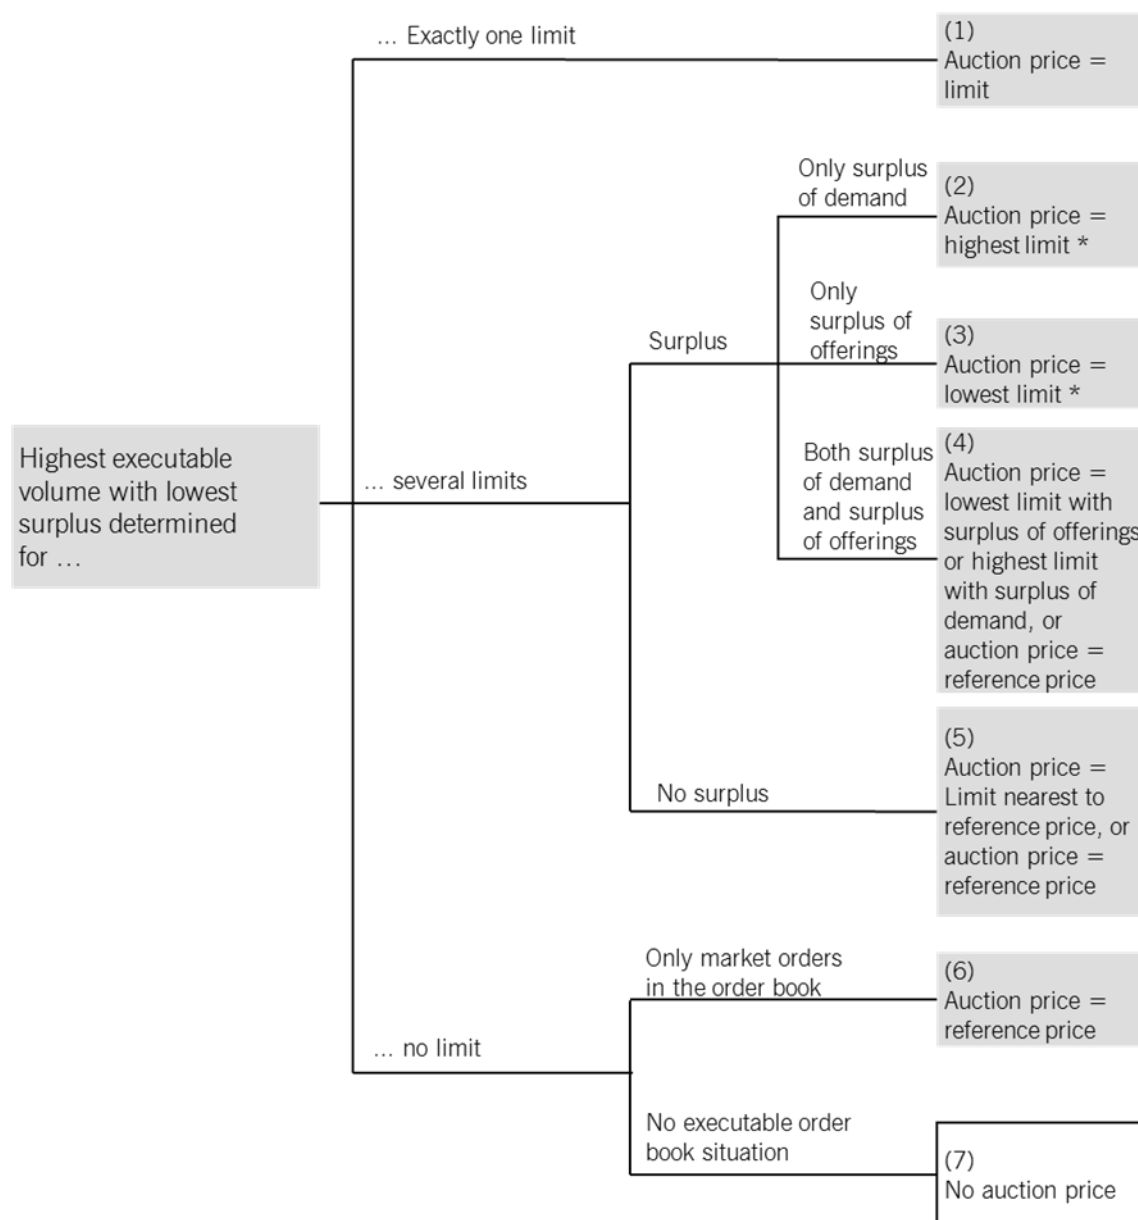 ... Exactly one limit
(1)
Auction price =
limit
Only surplus
of demand
(2)
Auction price =
highest limit *
Only
surplus of
offerings
Surplus
(3)
Auction price =
lowest limit *
Highest executable
volume with lowest
surplus determined
for ...
... several limits
Both surplus
of demand
and surplus
of offerings
(4)
Auction price =
lowest limit with
surplus of offerings
or highest limit
with surplus of
demand, or
auction price =
reference price
No surplus
(5)
Auction price =
Limit nearest to
reference price, or
auction price =
reference price
... no limit
Only market orders
in the order book
(6)
Auction price =
reference price
No executable order
book situation
(7)
No auction price